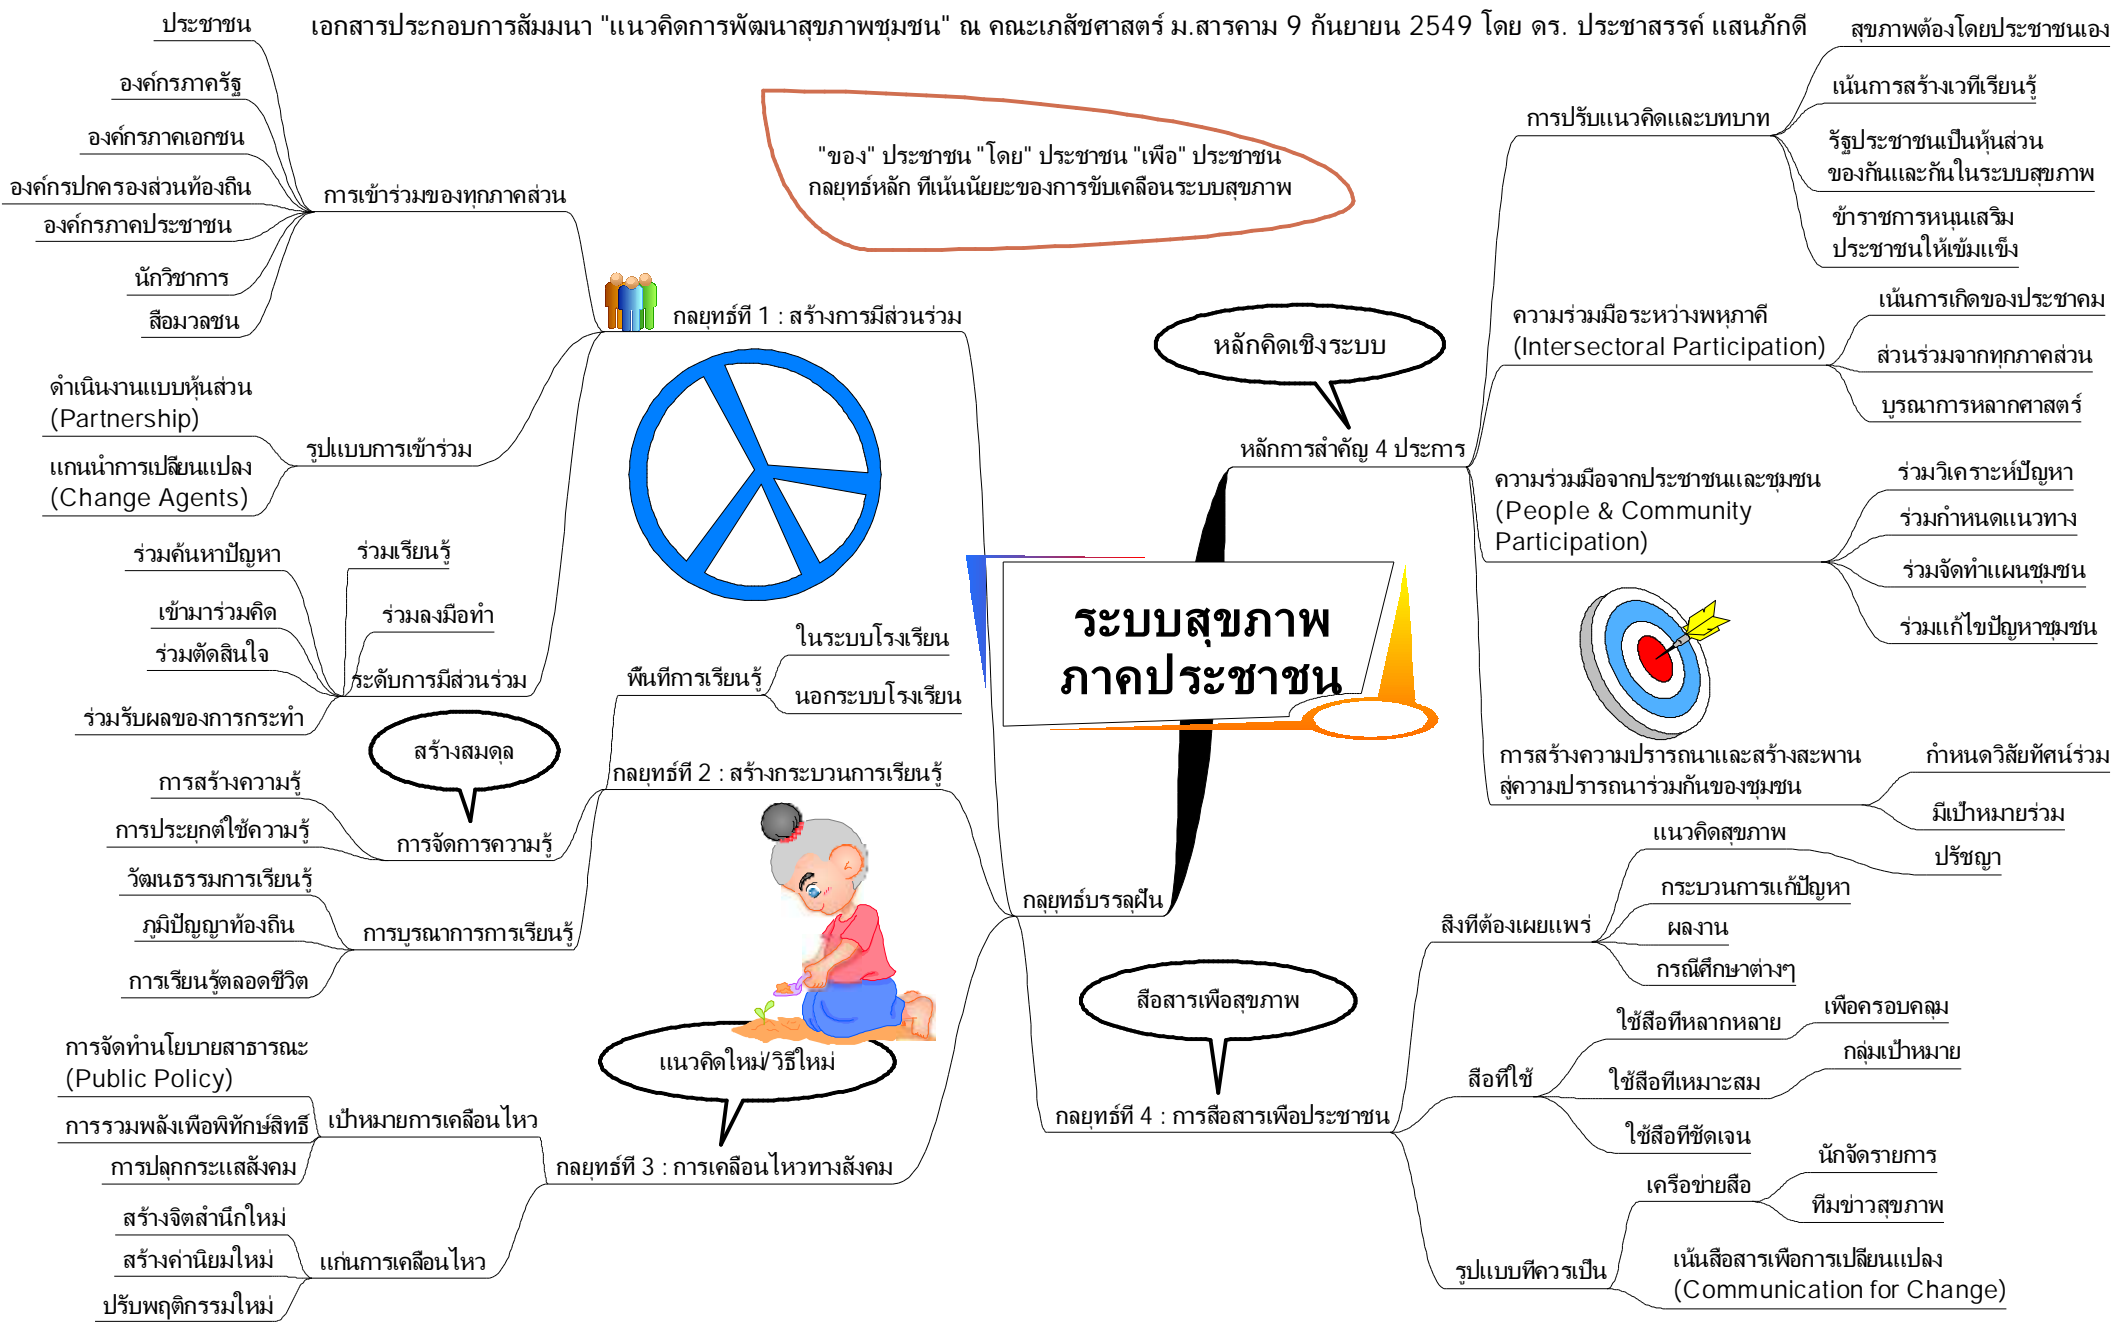 เอกสารประกอบการสัมมนา "แนวคิดการพัฒนาสุขภาพชุมชน" ณ คณะเภสัชศาสตร์ ม.สารคาม 9 กันยายน 2549 โดย ดร. ประชาสรรค์ แสนภักดี
"ของ" ประชาชน "โดย" ประชาชน "เพื่อ" ประชาชน
กลยุทธ์หลัก ที่เน้นนัยยะของการขับเคลื่อนระบบสุขภาพ
ระบบสุขภาพ
ภาคประชาชน
หลักคิดเชิงระบบ
หลักการสำคัญ 4 ประการ
การปรับแนวคิดและบทบาท
สุขภาพต้องโดยประชาชนเอง
เน้นการสร้างเวทีเรียนรู้
รัฐประชาชนเป็นหุ้นส่วน
ของกันและกันในระบบสุขภาพ
ข้าราชการหนุนเสริม
ประชาชนให้เข้มแข็ง
ความร่วมมือระหว่างพหุภาคี
(Intersectoral Participation)
เน้นการเกิดของประชาคม
ส่วนร่วมจากทุกภาคส่วน
บูรณาการหลากศาสตร์
ความร่วมมือจากประชาชนและชุมชน
(People & Community
Participation)
ร่วมวิเคราะห์ปัญหา
ร่วมกำหนดแนวทาง
ร่วมจัดทำแผนชุมชน
ร่วมแก้ไขปัญหาชุมชน
การสร้างความปรารถนาและสร้างสะพาน
สู่ความปรารถนาร่วมกันของชุมชน
กำหนดวิสัยทัศน์ร่วม
มีเป้าหมายร่วม
กลุยุทธ์บรรลุฝัน
กลยุทธ์ที่ 1 : สร้างการมีส่วนร่วม
การเข้าร่วมของทุกภาคส่วน
ประชาชน
องค์กรภาครัฐ
องค์กรภาคเอกชน
องค์กรปกครองส่วนท้องถิ่น
องค์กรภาคประชาชน
นักวิชาการ
สื่อมวลชน
รูปแบบการเข้าร่วม
ดำเนินงานแบบหุ้นส่วน
(Partnership)
แกนนำการเปลี่ยนแปลง
(Change Agents)
ระดับการมีส่วนร่วม
ร่วมเรียนรู้
ร่วมลงมือทำ
ร่วมค้นหาปัญหา
เข้ามาร่วมคิด
ร่วมตัดสินใจ
ร่วมรับผลของการกระทำ
สร้างสมดุล
กลยุทธ์ที่ 2 : สร้างกระบวนการเรียนรู้
พื้นที่การเรียนรู้
ในระบบโรงเรียน
นอกระบบโรงเรียน
การจัดการความรู้
การสร้างความรู้
การประยุกต์ใช้ความรู้
การบูรณาการการเรียนรู้
วัฒนธรรมการเรียนรู้
ภูมิปัญญาท้องถิ่น
การเรียนรู้ตลอดชีวิต
แนวคิดใหม่/วิธีใหม่
กลยุทธ์ที่ 3 : การเคลื่อนไหวทางสังคม
เป้าหมายการเคลื่อนไหว
การจัดทำนโยบายสาธารณะ
(Public Policy)
การรวมพลังเพื่อพิทักษ์สิทธิ์
การปลุกกระแสสังคม
แก่นการเคลื่อนไหว
สร้างจิตสำนึกใหม่
สร้างค่านิยมใหม่
ปรับพฤติกรรมใหม่
สื่อสารเพื่อสุขภาพ
กลยุทธ์ที่ 4 : การสื่อสารเพื่อประชาชน
สิ่งที่ต้องเผยแพร่
แนวคิดสุขภาพ
ปรัชญา
กระบวนการแก้ปัญหา
ผลงาน
กรณีศึกษาต่างๆ
สื่อที่ใช้
ใช้สื่อที่หลากหลาย
เพื่อครอบคลุม
ใช้สื่อที่เหมาะสม
กลุ่มเป้าหมาย
ใช้สื่อที่ชัดเจน
รูปแบบที่ควรเป็น
เครือข่ายสื่อ
นักจัดรายการ
ทีมข่าวสุขภาพ
เน้นสื่อสารเพื่อการเปลี่ยนแปลง
(Communication for Change)